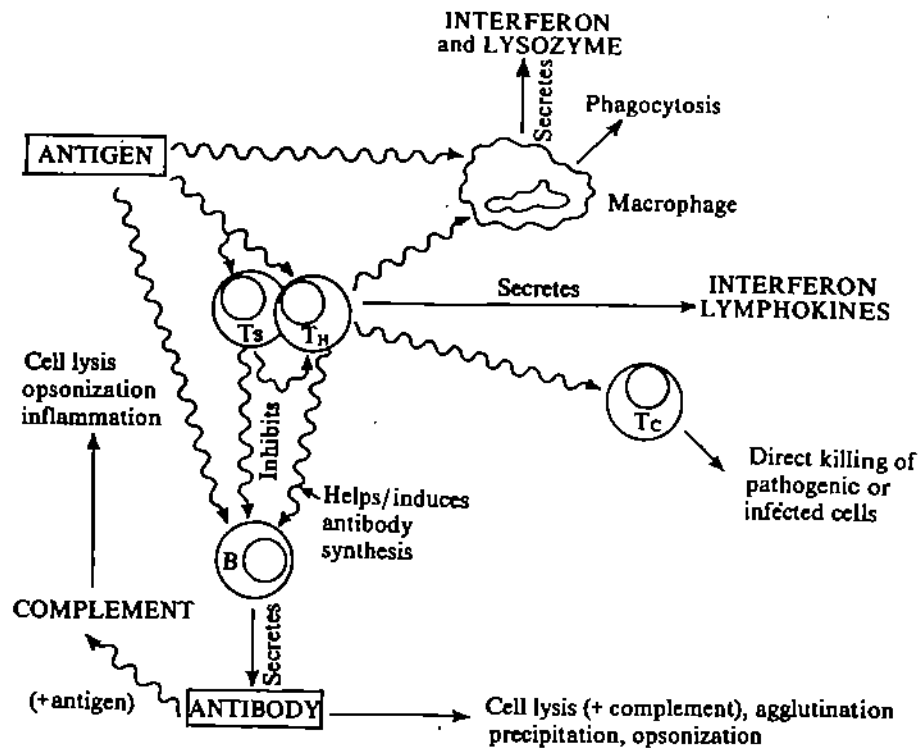 INTERFERON
and LYSOZYME
Secretes
Phagocytosis
ANTIGEN
Macrophage
Secretes
INTERFERON
LYMPHOKINES
Ts
TH
Cell lysis
opsonization
inflammation
Inhibits
Tc
Direct killing of
pathogenic or
infected cells
Helps/induces
antibody
synthesis
B
COMPLEMENT
Secretes
(+antigen)
ANTIBODY
Cell lysis (+ complement), agglutination
precipitation, opsonization